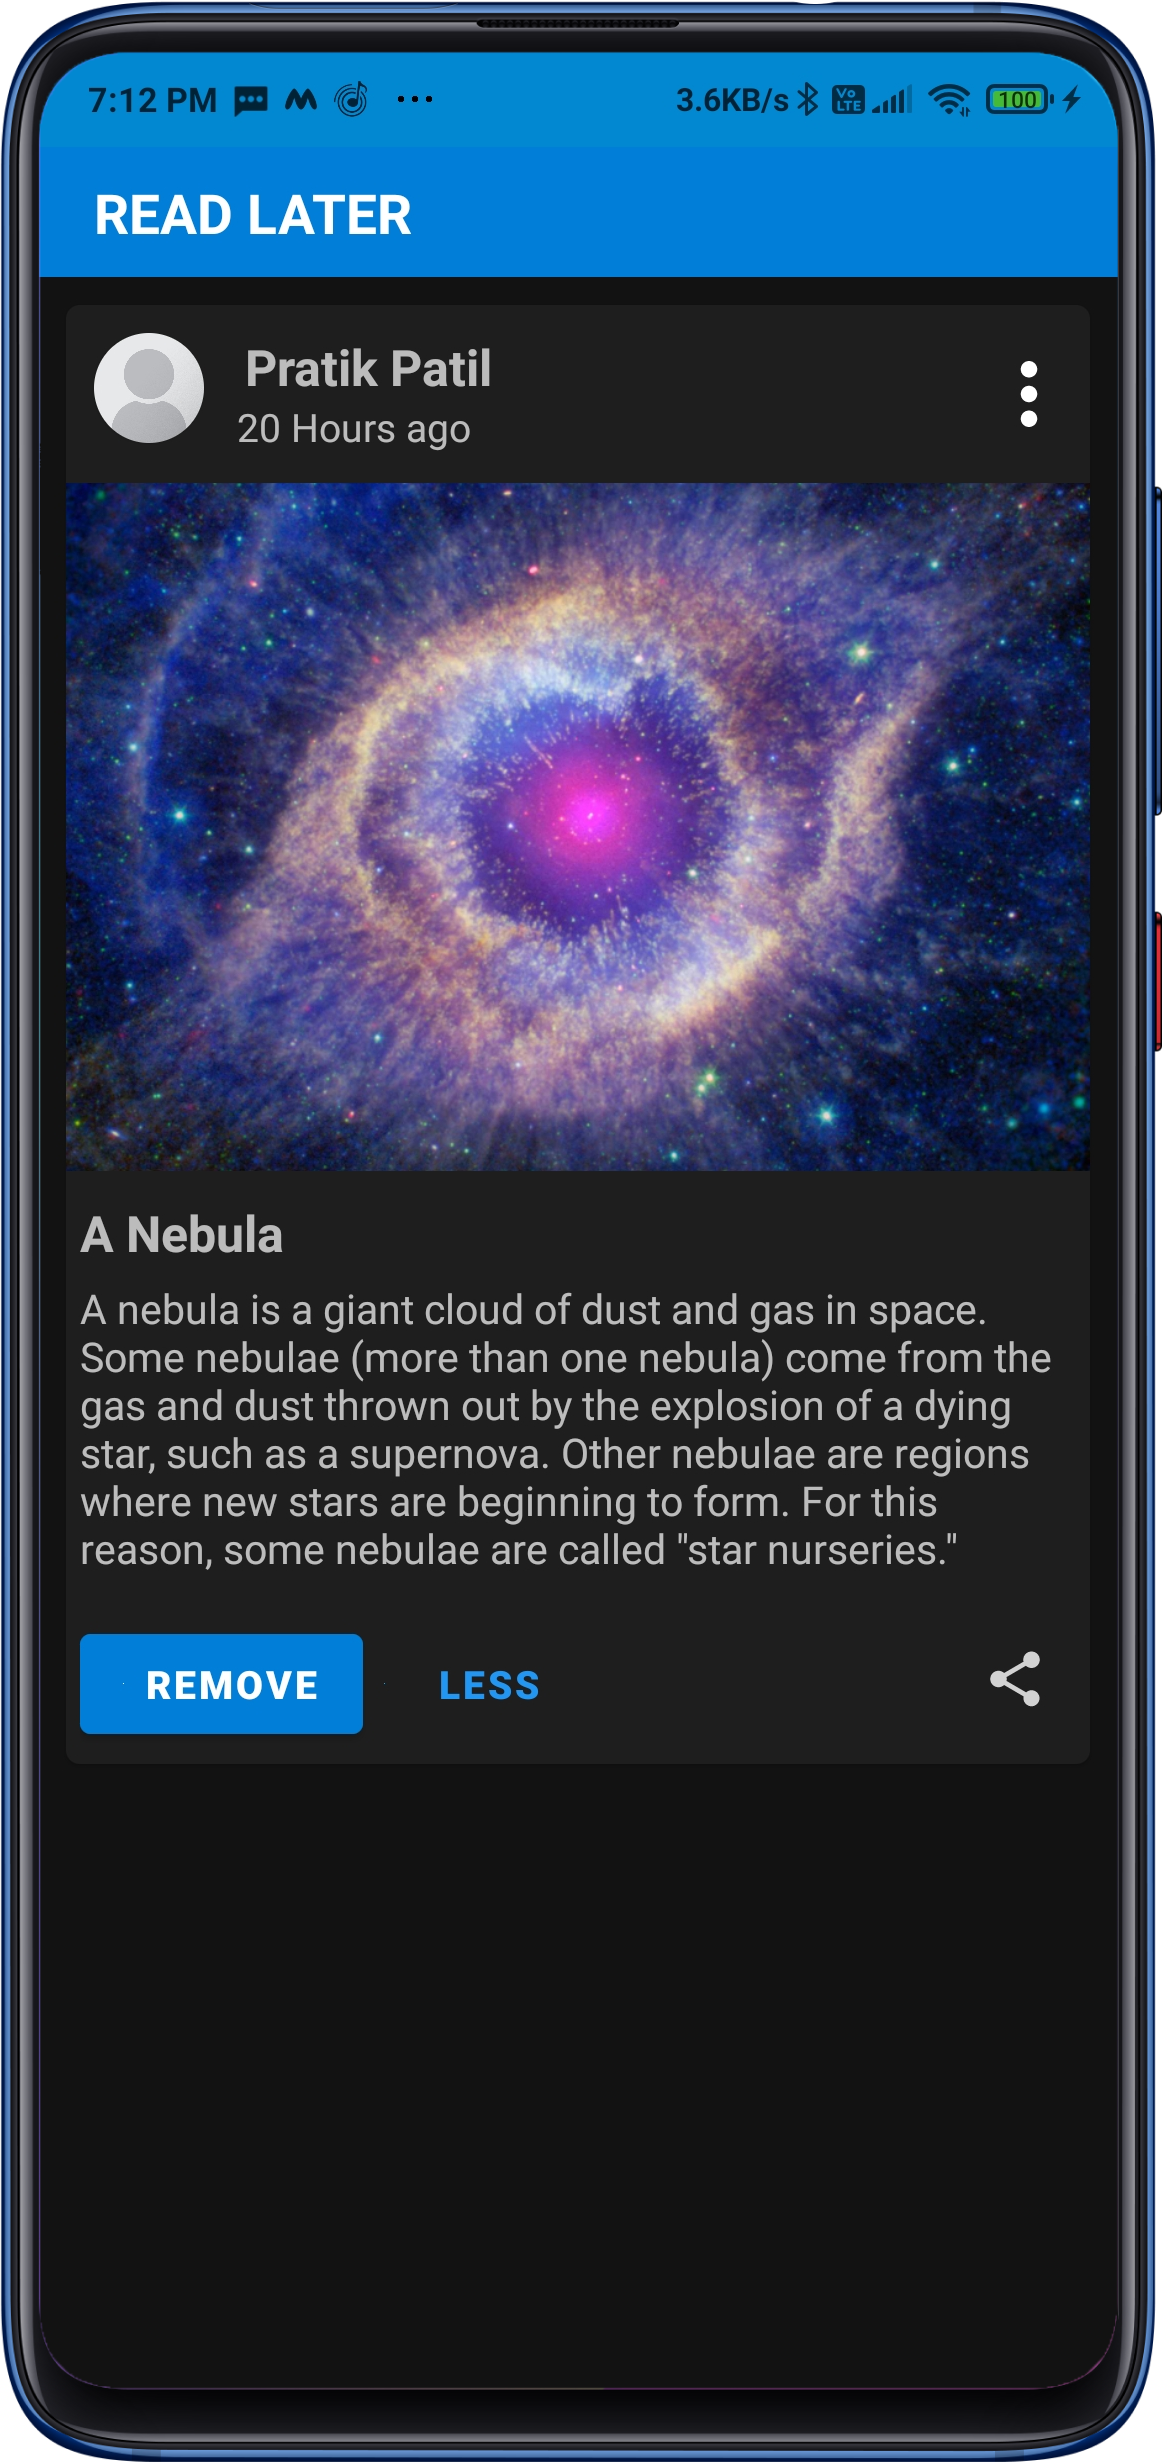 7:12 PM 3.6KB/s Vo LTE 100
READ LATER
Pratik Patil
20 Hours ago
A Nebula
A nebula is a giant cloud of dust and gas in space.
Some nebulae (more than one nebula) come from the
gas and dust thrown out by the explosion of a dying
star, such as a supernova. Other nebulae are regions
where new stars are beginning to form. For this
reason, some nebulae are called "star nurseries."
REMOVE LESS